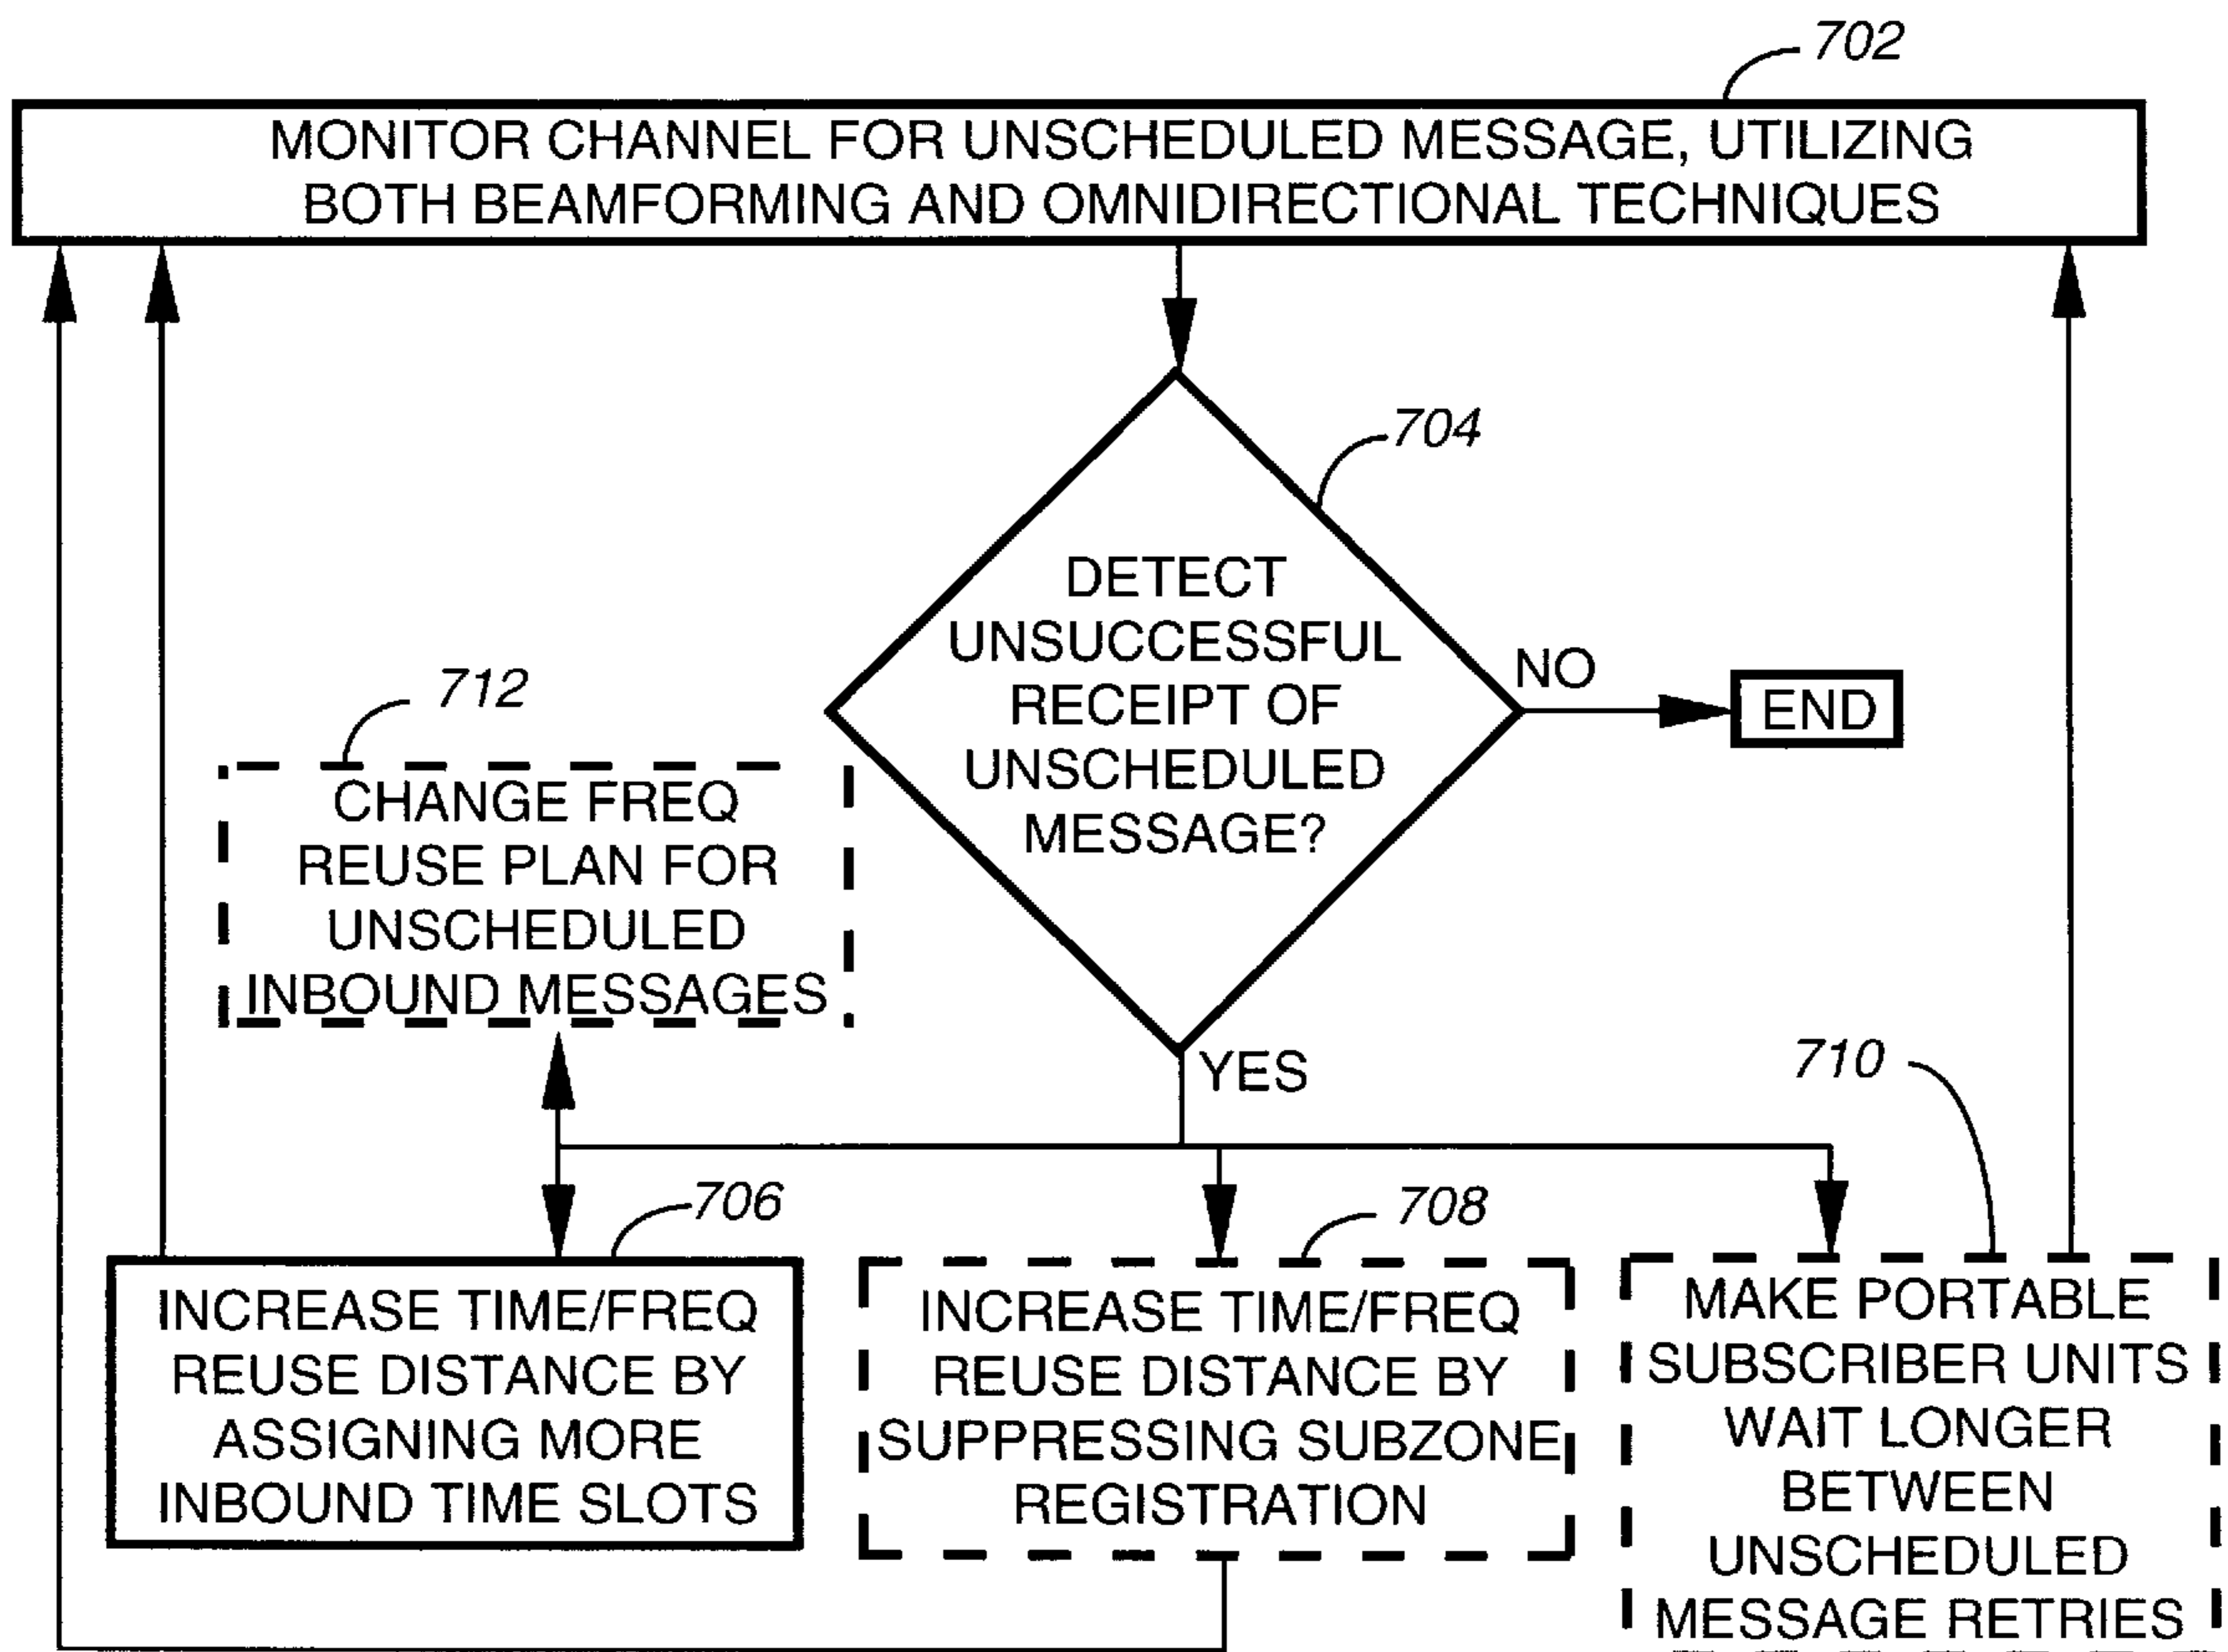 702
MONITOR CHANNEL FOR UNSCHEDULED MESSAGE, UTILIZING
BOTH BEAMFORMING AND OMNIDIRECTIONAL TECHNIQUES
704
DETECT
UNSUCCESSFUL
RECEIPT OF
UNSCHEDULED
MESSAGE?
NO
END
YES
712
CHANGE FREQ
REUSE PLAN FOR
UNSCHEDULED
INBOUND MESSAGES
706
INCREASE TIME/FREQ
REUSE DISTANCE BY
ASSIGNING MORE
INBOUND TIME SLOTS
708
INCREASE TIME/FREQ
REUSE DISTANCE BY
SUPPRESSING SUBZONE
REGISTRATION
710
MAKE PORTABLE
SUBSCRIBER UNITS
WAIT LONGER
BETWEEN
UNSCHEDULED
MESSAGE RETRIES